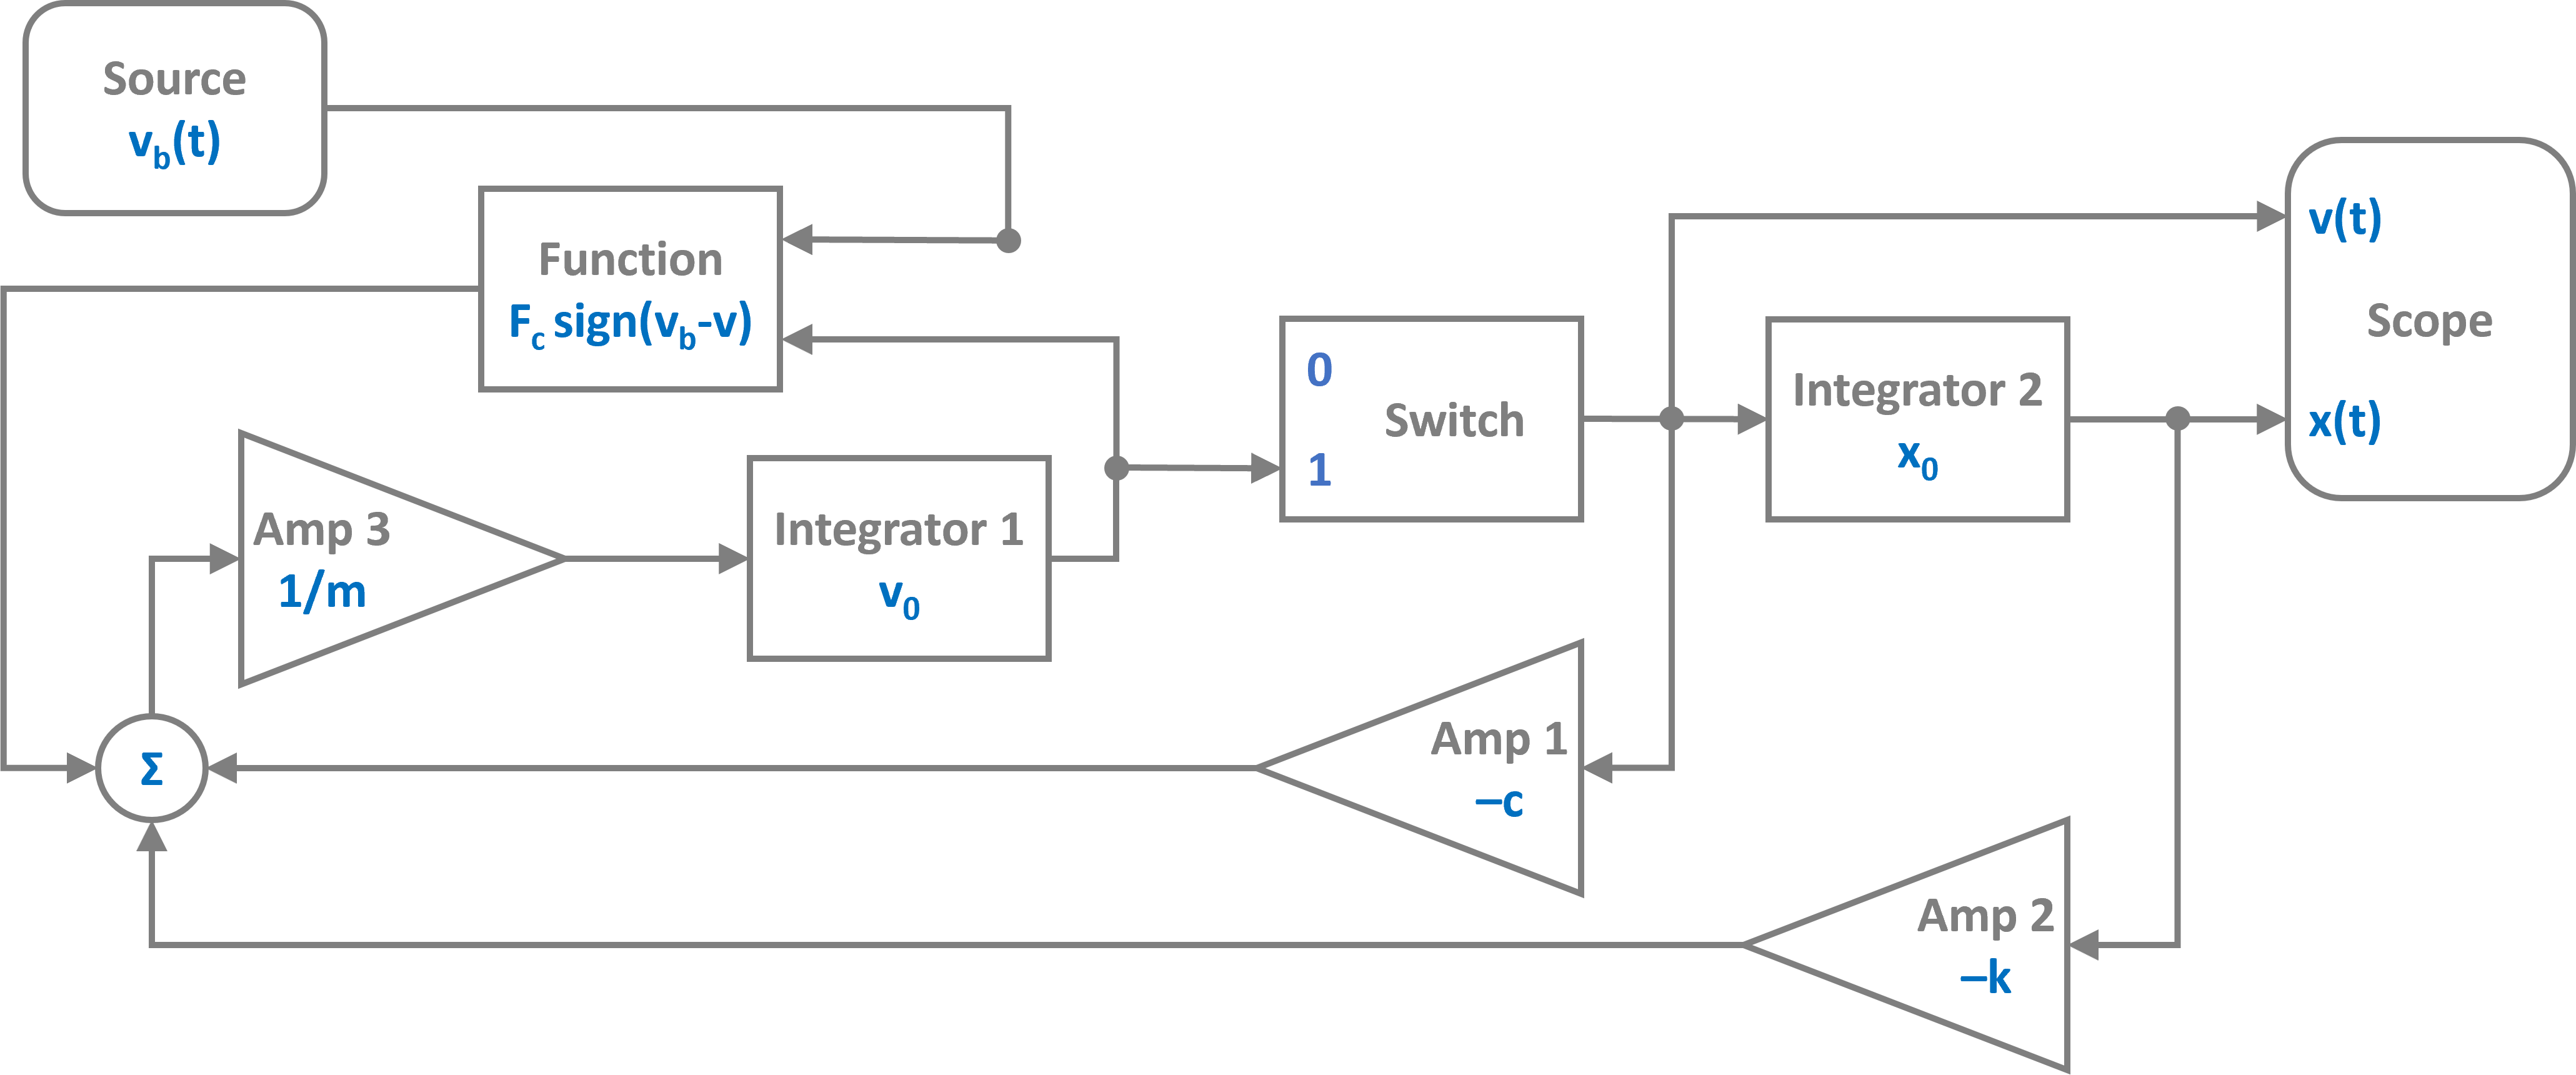 Source
v_b(t)
Function
F_c sign(v_b-v)
v(t)
Scope
x(t)
0
Switch
1
Integrator 2
x_0
Amp 3
1/m
Integrator 1
v_0
Σ
Amp 1
–c
Amp 2
–k